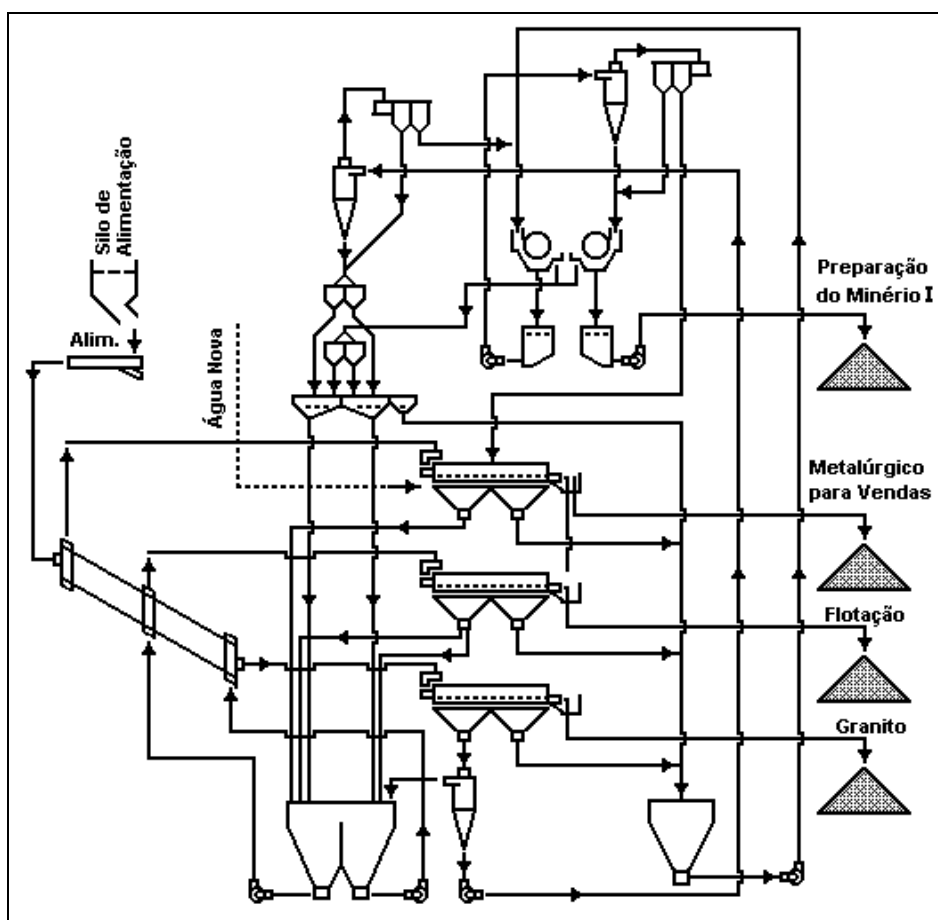 Silo de
Alimentação
Alim.
Água Nova
Preparação
do Minério I
Metalúrgico
para Vendas
Flotação
Granito